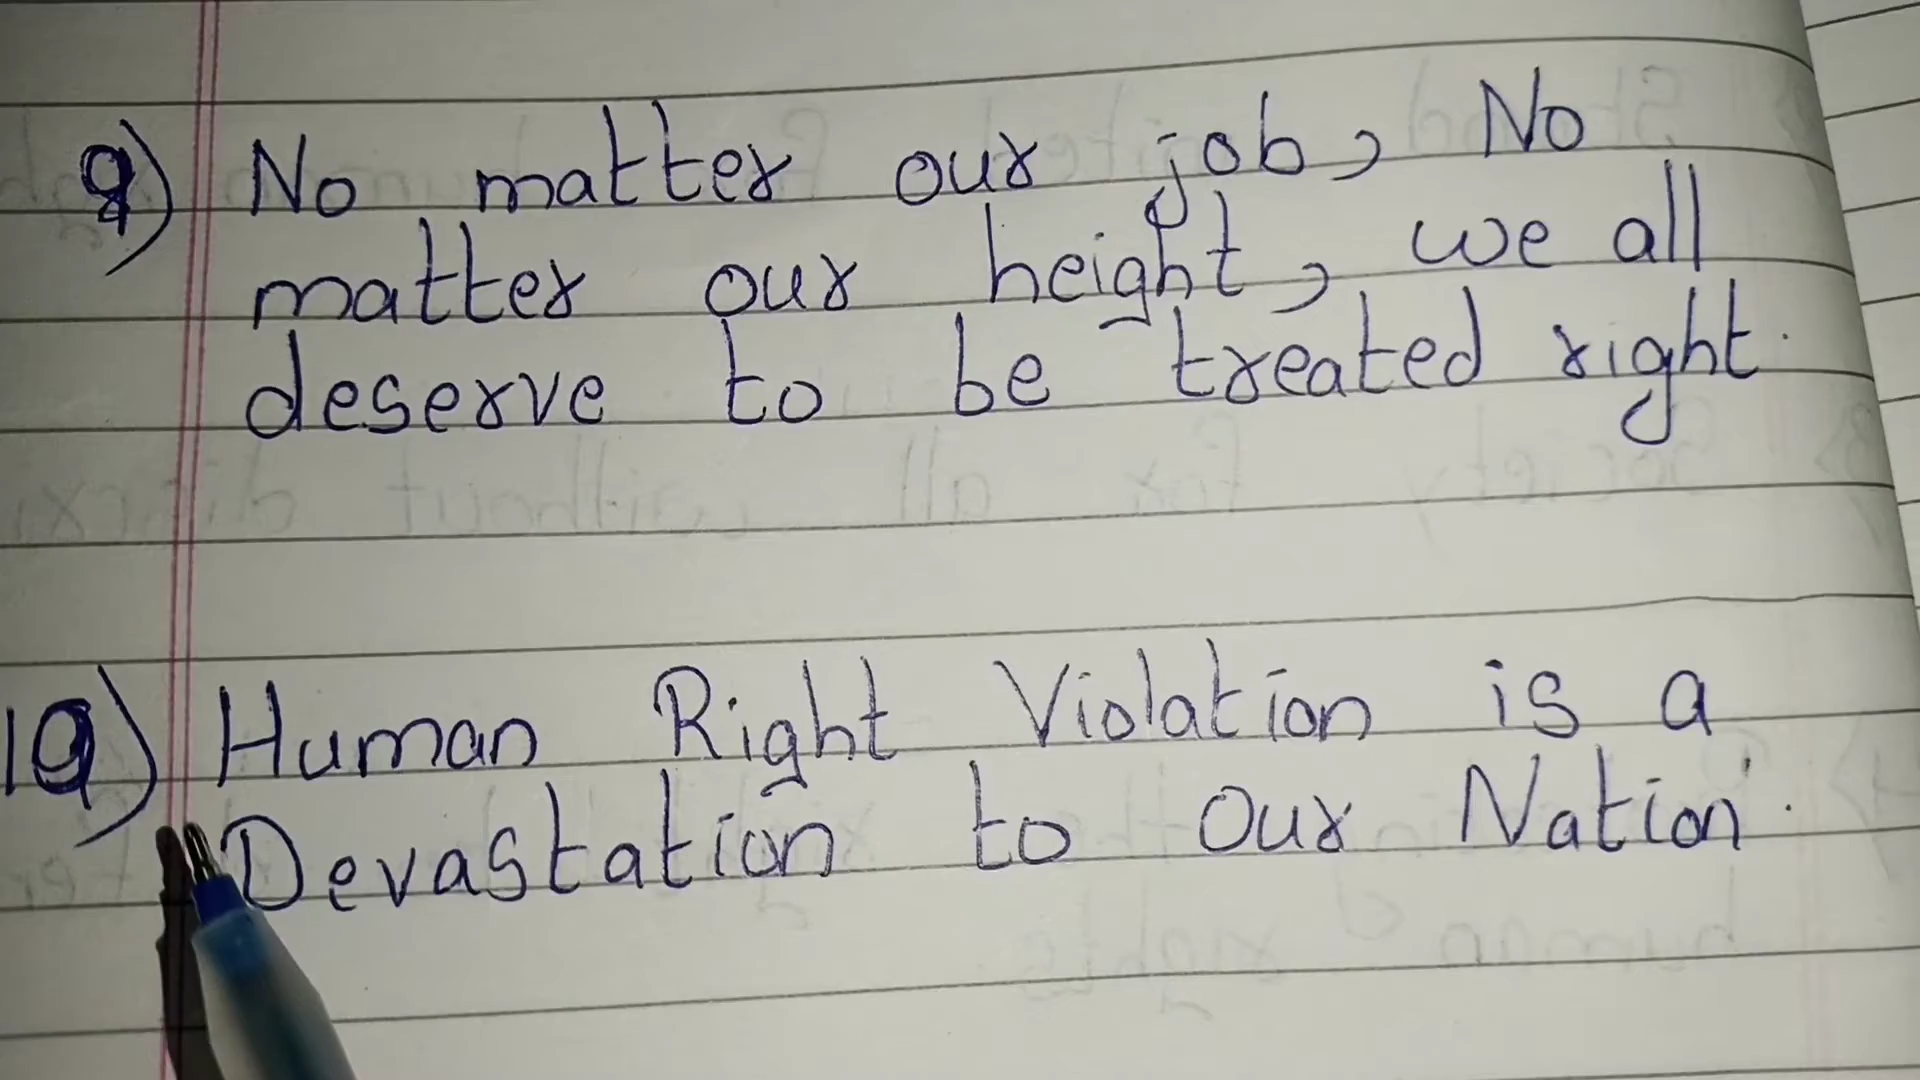 9) No matter our job, No
matter our height, we all
deserve to be treated right.
10) Human Right Violation is a
Devastation to Our Nation.